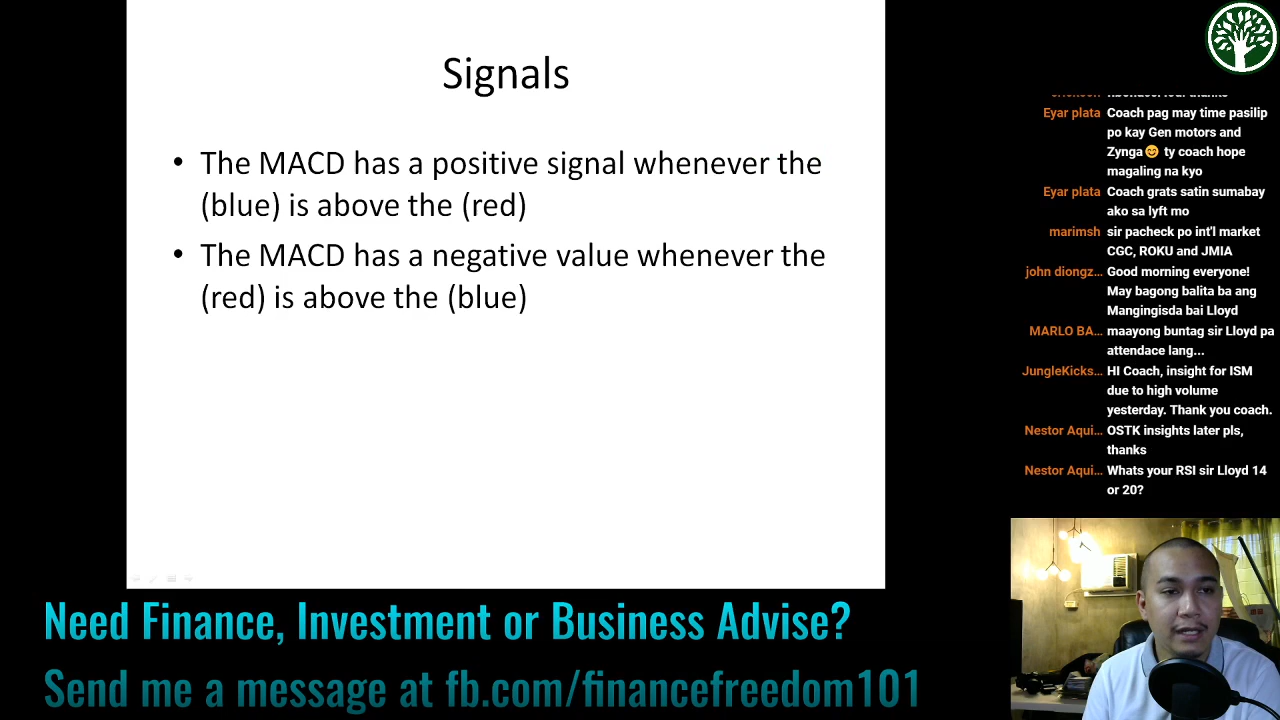 Signals
• The MACD has a positive signal whenever the
(blue) is above the (red)
• The MACD has a negative value whenever the
(red) is above the (blue)
Eyar plata Coach pag may time pasilip
po kay Gen motors and
Zynga😊 ty coach hope
magaling na kyo
Eyar plata Coach grats satin sumabay
ako sa lyft mo
marimsh sir pacheck po int'l market
CGC, ROKU and JMIA
john diongz… Good morning everyone!
May bagong balita ba ang
Mangingisda bai Lloyd
MARLO BA… maayong buntag sir Lloyd pa
attendace lang...
JungleKicks… HI Coach, insight for ISM
due to high volume
yesterday. Thank you coach.
Nestor Aqui… OSTK insights later pls,
thanks
Nestor Aqui… Whats your RSI sir Lloyd 14
or 20?
Need Finance, Investment or Business Advise?
Send me a message at fb.com/financefreedom101